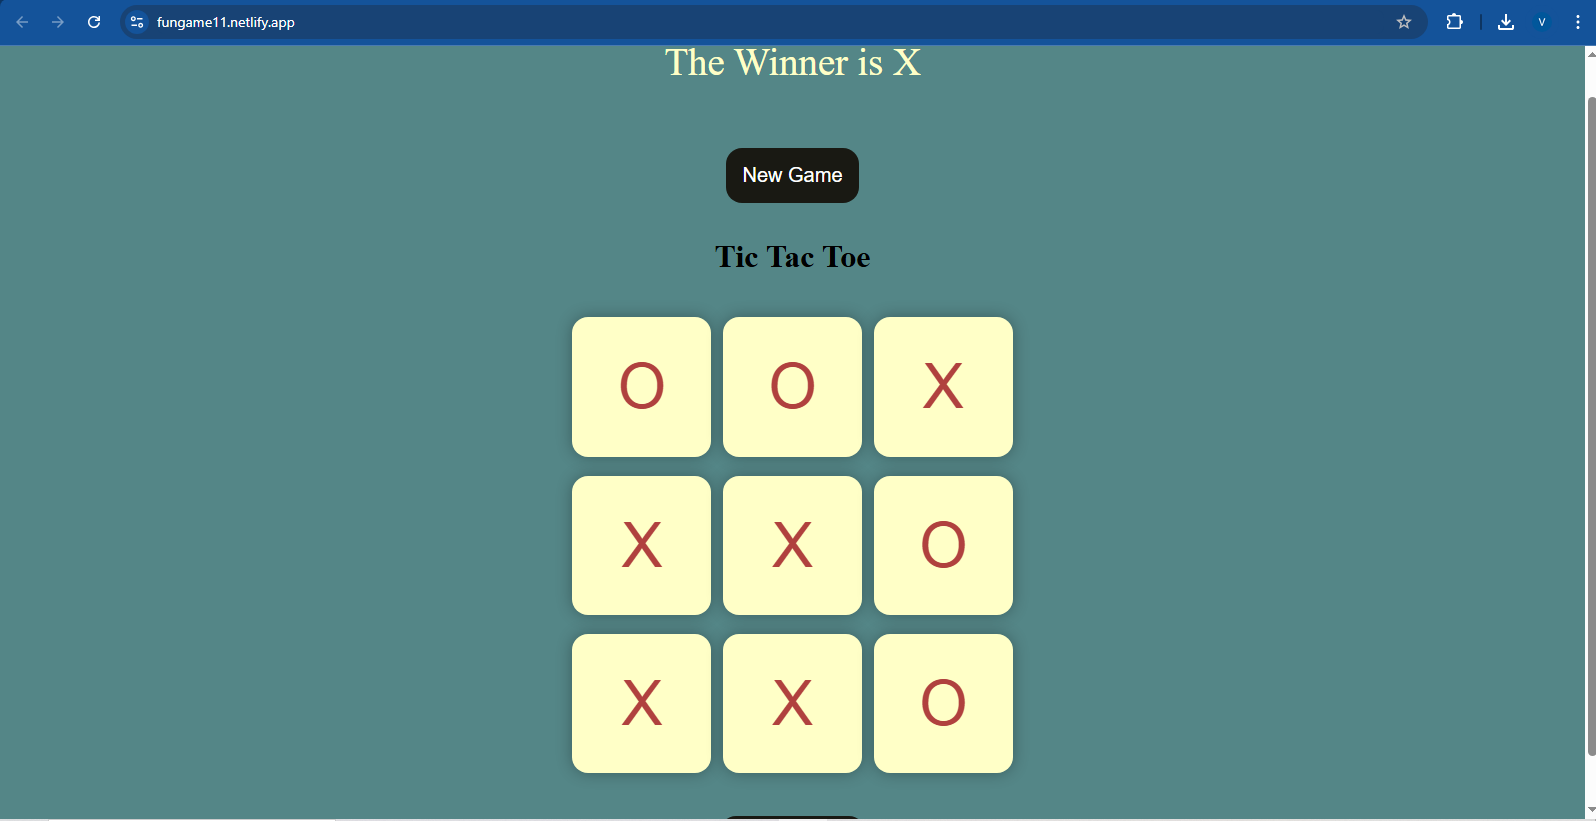 fungame11.netlify.app
V
The Winner is X
New Game
Tic Tac Toe
O O X
X X O
X X O